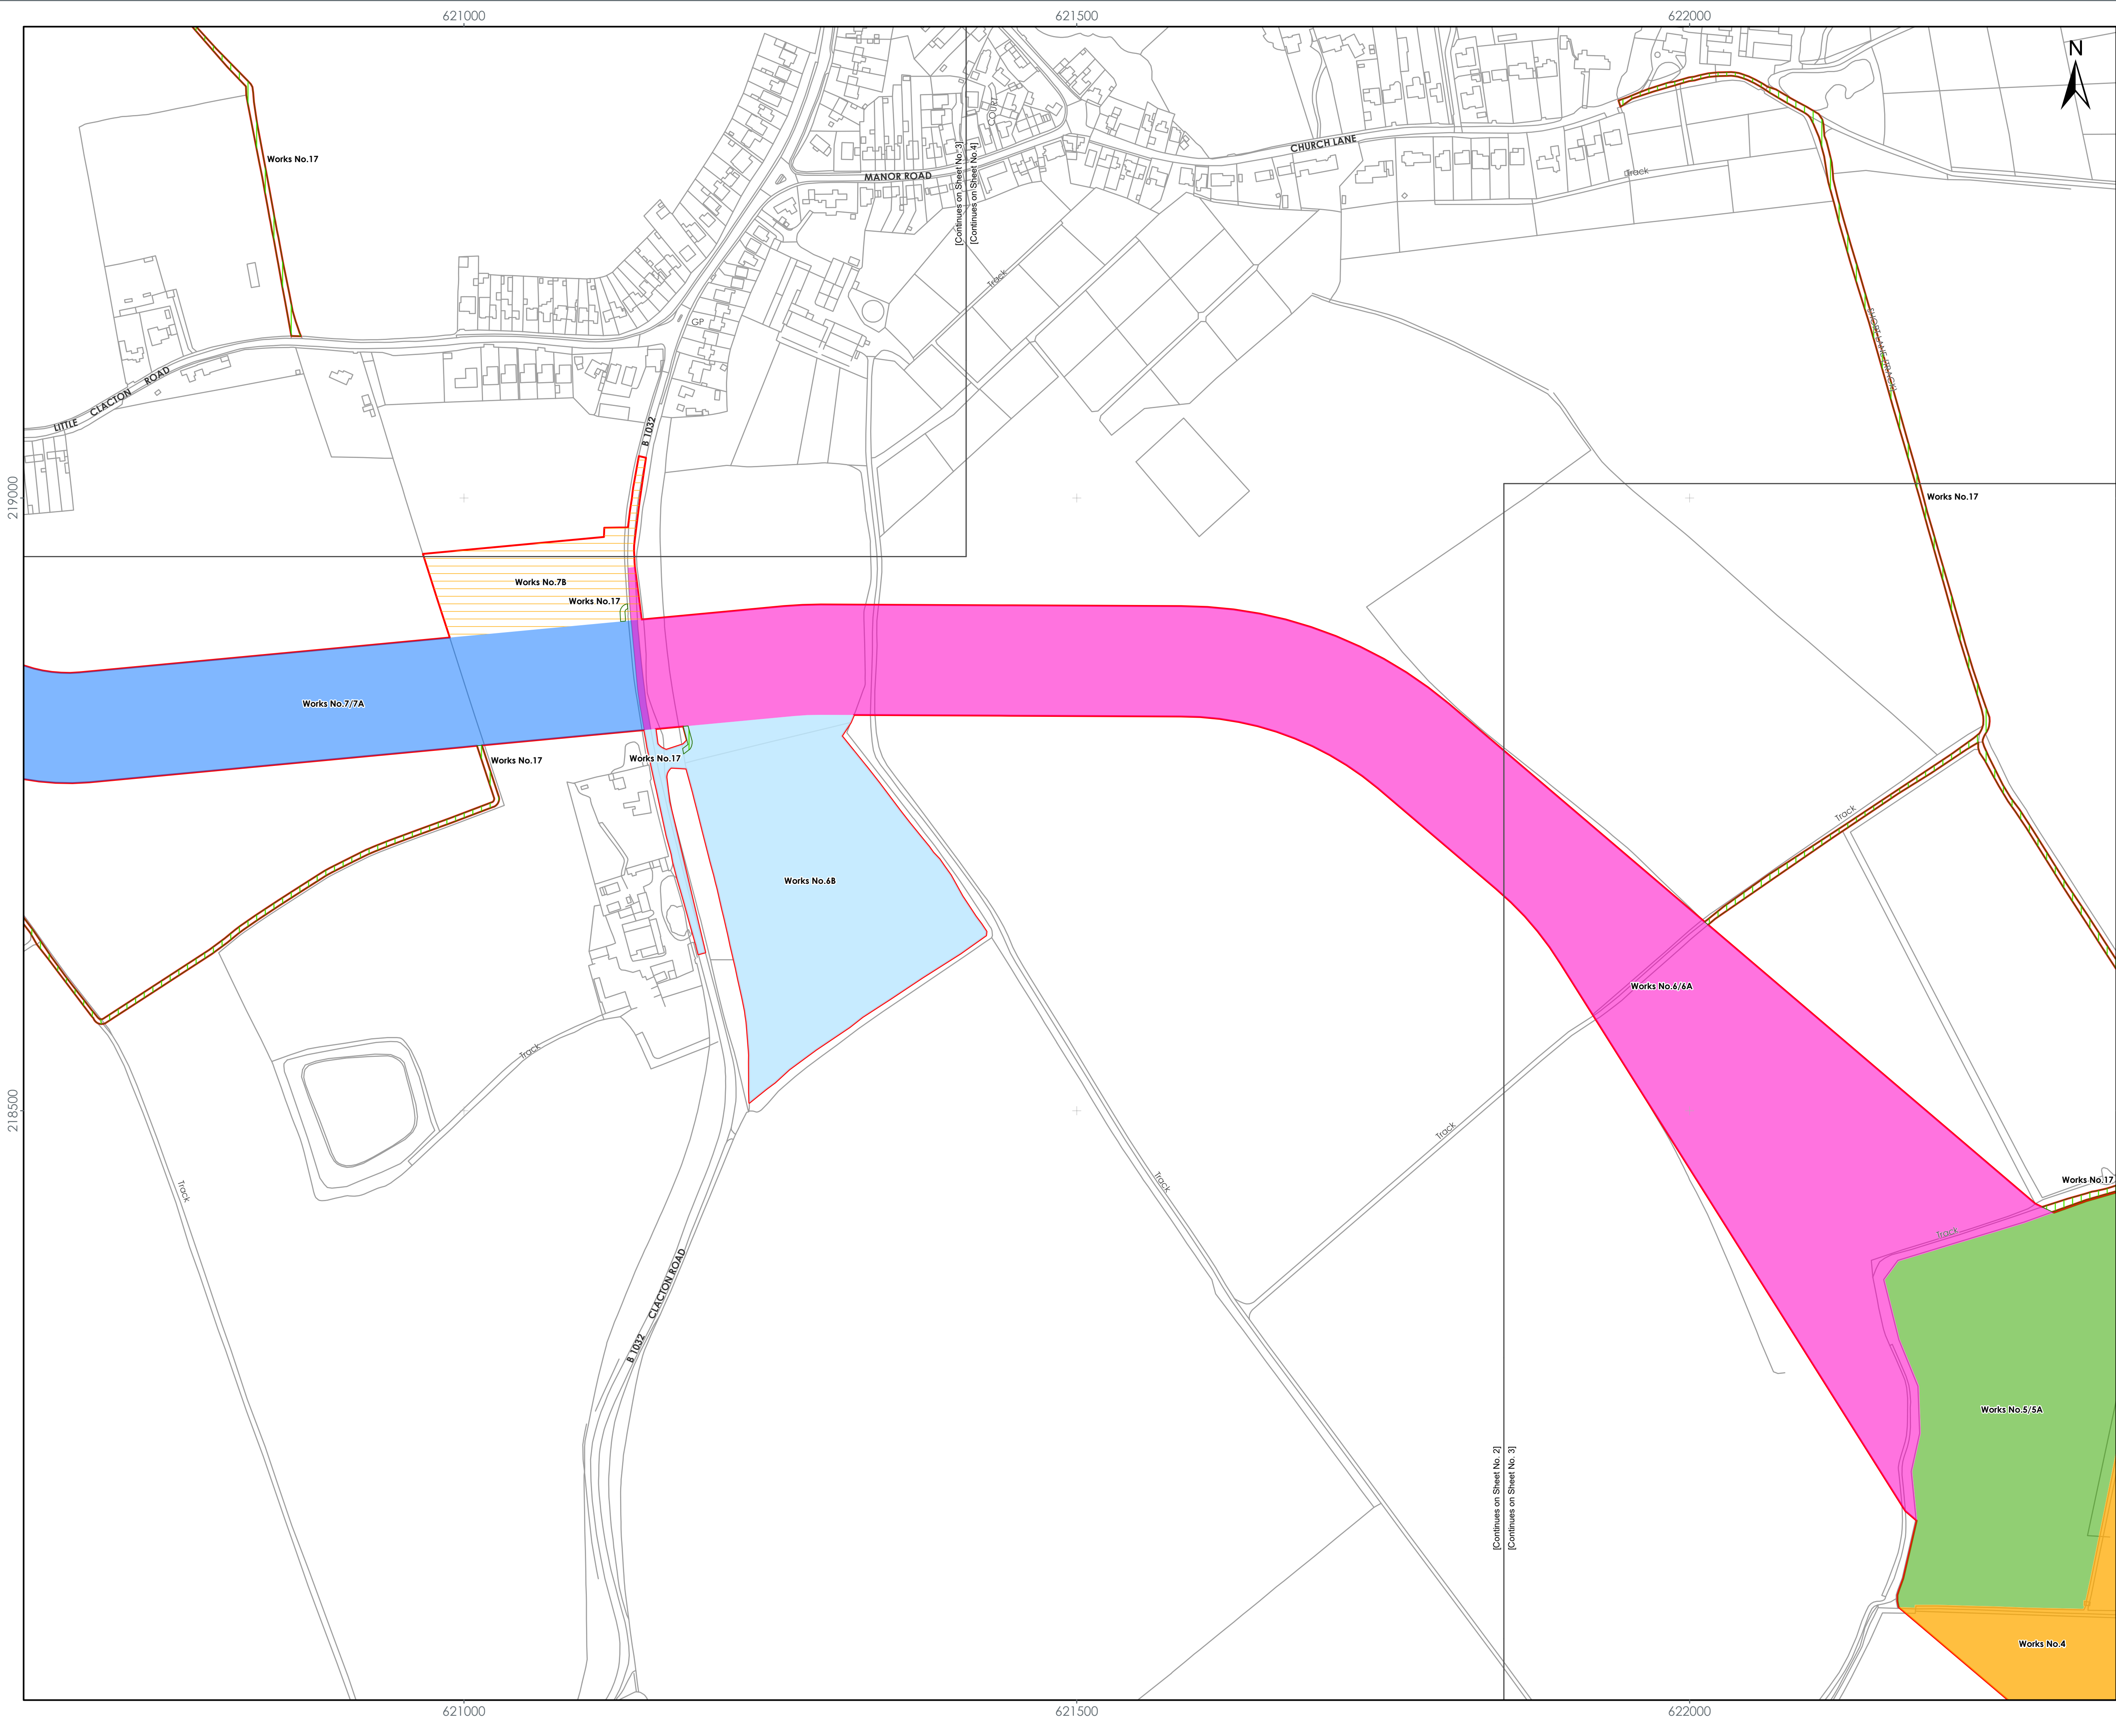 621000
621500
622000
N
COURT
Works No.17
CHURCH LANE
MANOR ROAD
Track
[Continues on Sheet No. 3]
[Continues on Sheet No.4]
Track
GP
SHORT LANE (TRACK)
LITTLE CLACTON ROAD
B 1032
219000
Works No.17
Works No.7B
Works No.17
Works No.7/7A
Works No.17
Works No.17
Track
Works No.6B
Works No.6/6A
Track
218500
Track
Track
Track
Works No.17
Track
CLACTON ROAD
B 1032
Works No.5/5A
[Continues on Sheet No. 2]
[Continues on Sheet No. 3]
Works No.4
621000
621500
622000